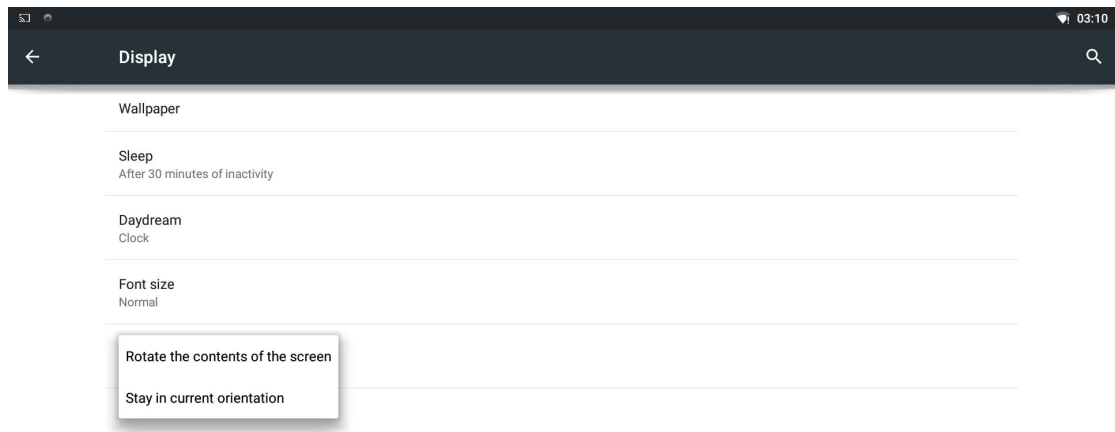 03:10
Display
Wallpaper
Sleep
After 30 minutes of inactivity
Daydream
Clock
Font size
Normal
Rotate the contents of the screen
Stay in current orientation